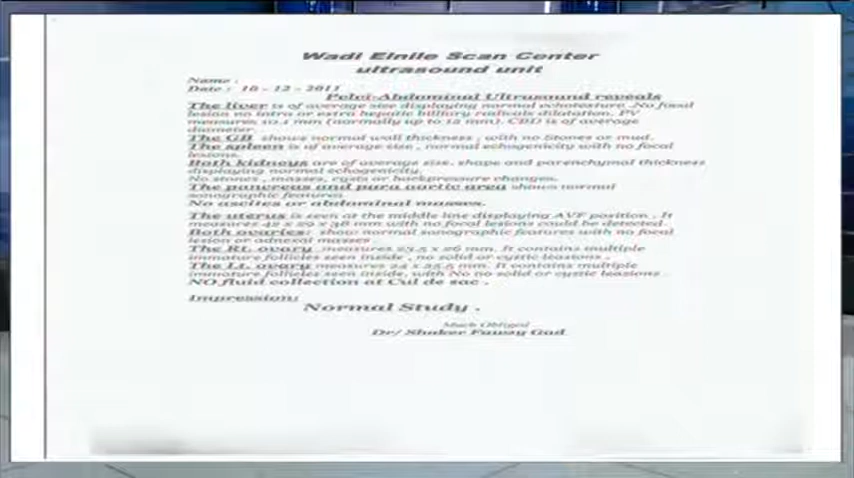 Wadi Elnile Scan Center
ultrasound unit
Name :
Date : 10 - 12 - 2011
Pelvi-Abdominal Ultrasound reveals
The liver is of average size displaying normal echotexture .No focal
lesion no intra or extra hepatic billiary radicals dilatation. PV
measures 10.1 mm (normally up to 12 mm). CBD is of average
diameter.
The GB shows normal wall thickness , with no Stones or mud.
The spleen is of average size , normal echogenicity with no focal
lesions.
Both kidneys are of average size, shape and parenchymal thickness
displaying normal echogenicity.
No stones , masses, cysts or backpressure changes.
The pancreas and para aortic area shows normal
sonographic features
No ascites or abdominal masses.
The uterus is seen at the middle line displaying AVF position . It
measures 42 x 29 x 38 mm with no focal lesions could be detected.
Both ovaries: show normal sonographic features with no focal
lesion or adnexal masses .
The Rt. ovary measures 23.5 x 26 mm. It contains multiple
immature follicles seen inside , no solid or cystic leasions .
The Lt. ovary measures 24 x 25.5 mm. It contains multiple
immature follicles seen inside, with No no solid or cystic lesions .
NO fluid collection at Cul de sac .
Impression:
Normal Study .
Much Obliged
Dr/ Shaker Fawzy Gad